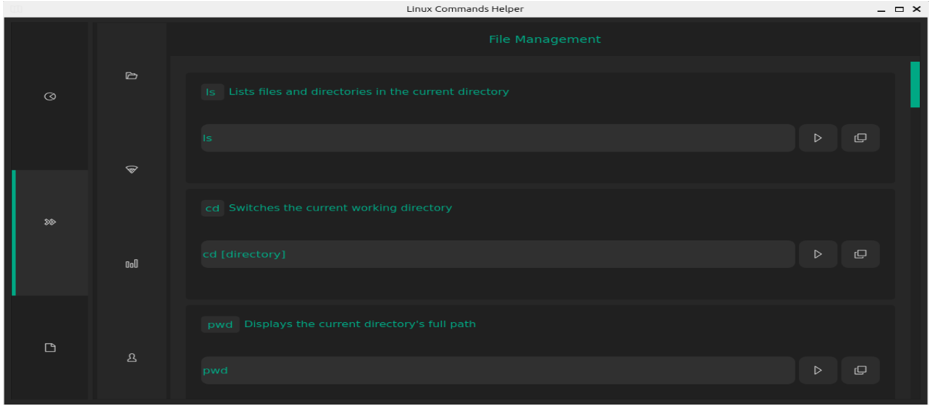 Linux Commands Helper
File Management
ls Lists files and directories in the current directory
ls
cd Switches the current working directory
cd [directory]
pwd Displays the current directory's full path
pwd